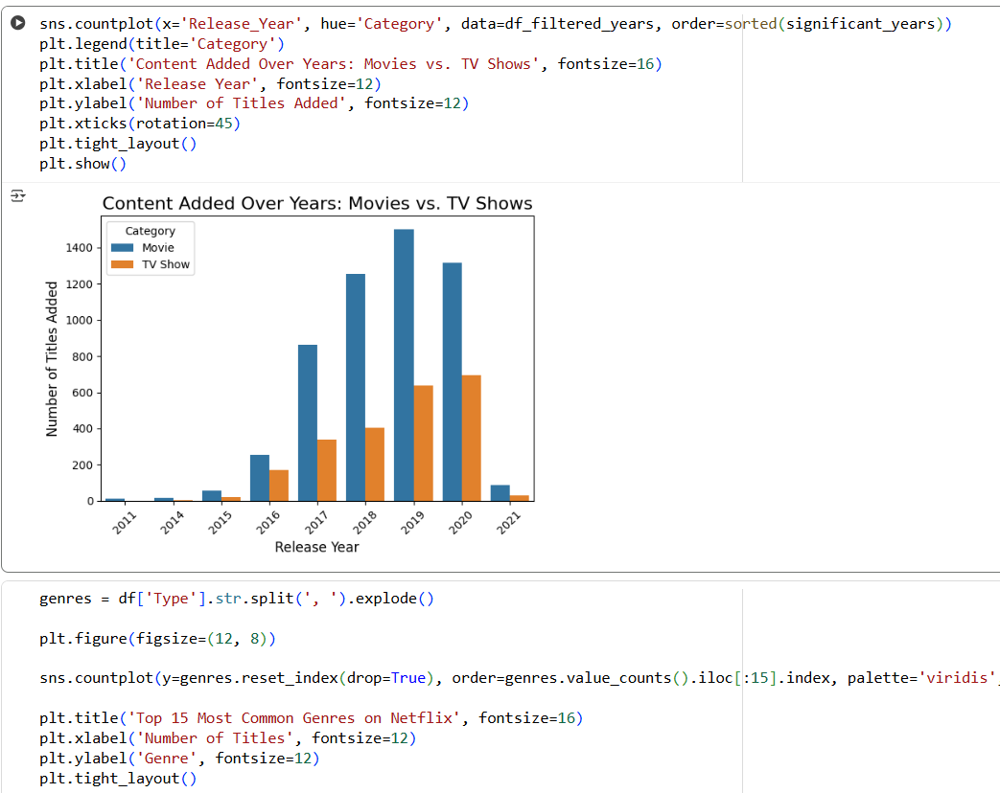 sns.countplot(x='Release_Year', hue='Category', data=df_filtered_years, order=sorted(significant_years))
plt.legend(title='Category')
plt.title('Content Added Over Years: Movies vs. TV Shows', fontsize=16)
plt.xlabel('Release Year', fontsize=12)
plt.ylabel('Number of Titles Added', fontsize=12)
plt.xticks(rotation=45)
plt.tight_layout()
plt.show()
Content Added Over Years: Movies vs. TV Shows
Category
Movie
TV Show
Number of Titles Added
1400
1200
1000
800
600
400
200
0
2011
2014
2015
2016
2017
2018
2019
2020
2021
Release Year
genres = df['Type'].str.split(', ').explode()
plt.figure(figsize=(12, 8))
sns.countplot(y=genres.reset_index(drop=True), order=genres.value_counts().iloc[:15].index, palette='viridis'
plt.title('Top 15 Most Common Genres on Netflix', fontsize=16)
plt.xlabel('Number of Titles', fontsize=12)
plt.ylabel('Genre', fontsize=12)
plt.tight_layout()